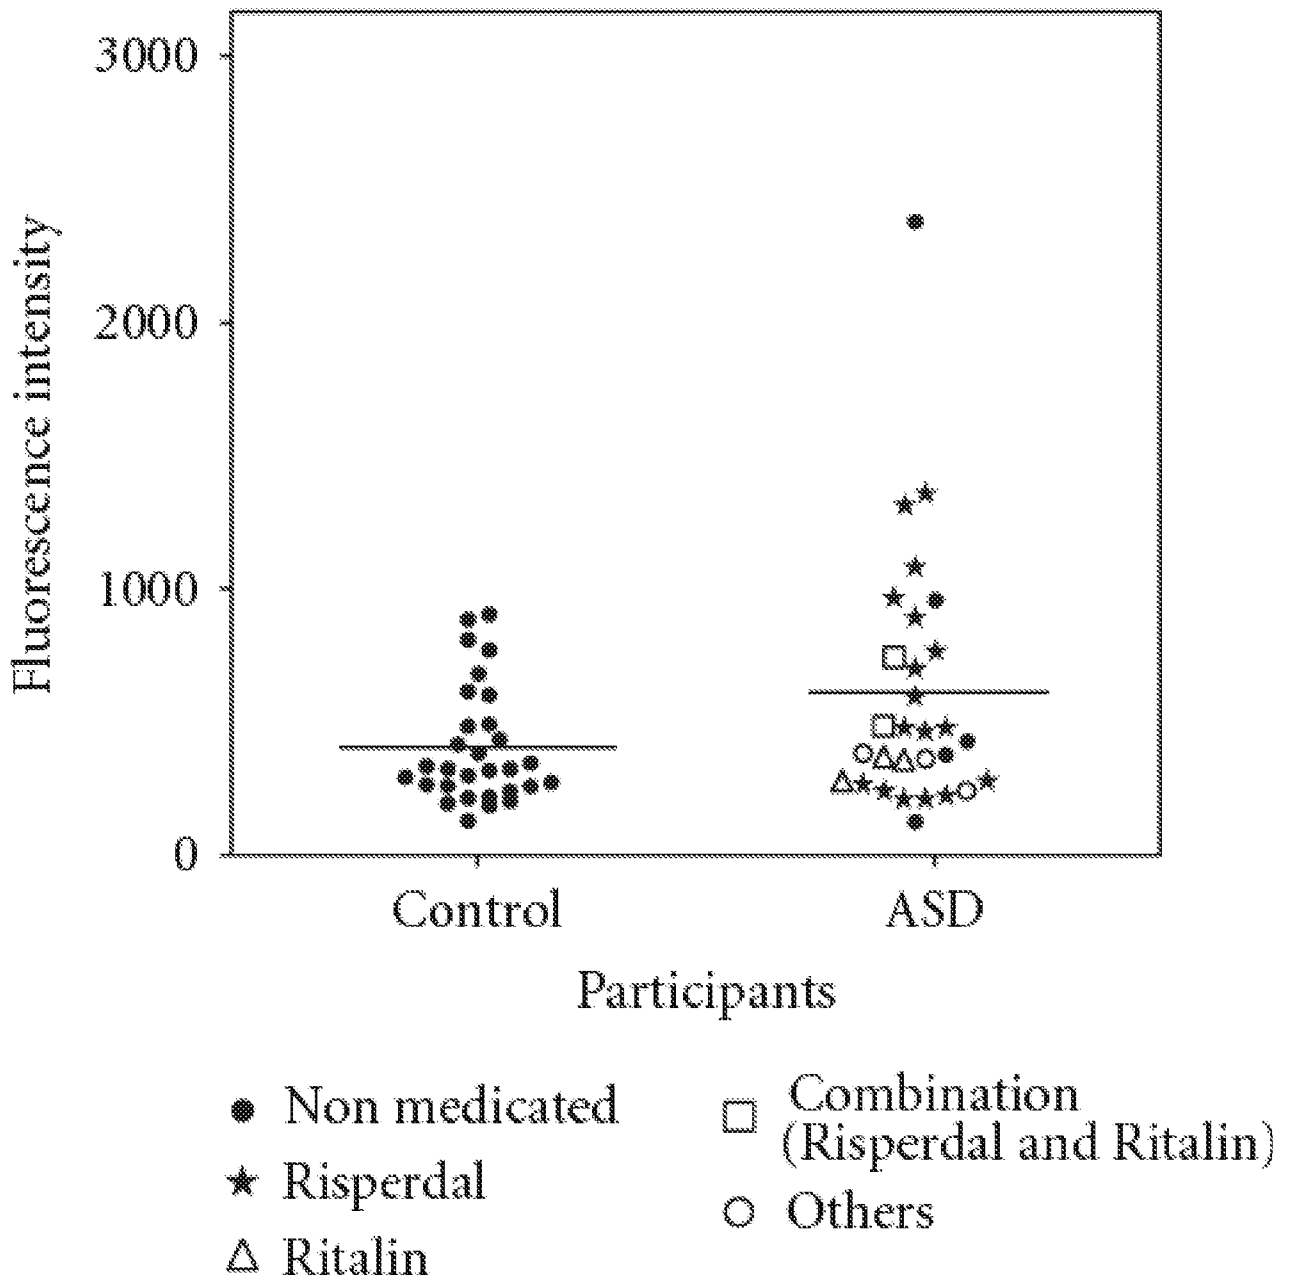 3000
2000
1000
0
Fluorescence intensity
Control
ASD
Participants
Non medicated
Risperdal
Ritalin
Combination
(Risperdal and Ritalin)
Others